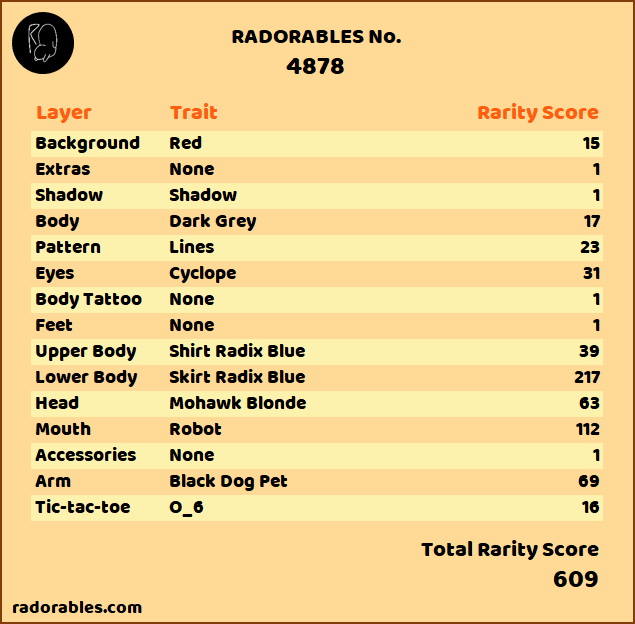 RADORABLES No.
4878
Layer Trait Rarity Score
Background Red 15
Extras None 1
Shadow Shadow 1
Body Dark Grey 17
Pattern Lines 23
Eyes Cyclope 31
Body Tattoo None 1
Feet None 1
Upper Body Shirt Radix Blue 39
Lower Body Skirt Radix Blue 217
Head Mohawk Blonde 63
Mouth Robot 112
Accessories None 1
Arm Black Dog Pet 69
Tic-tac-toe O_6 16
Total Rarity Score
609
radorables.com